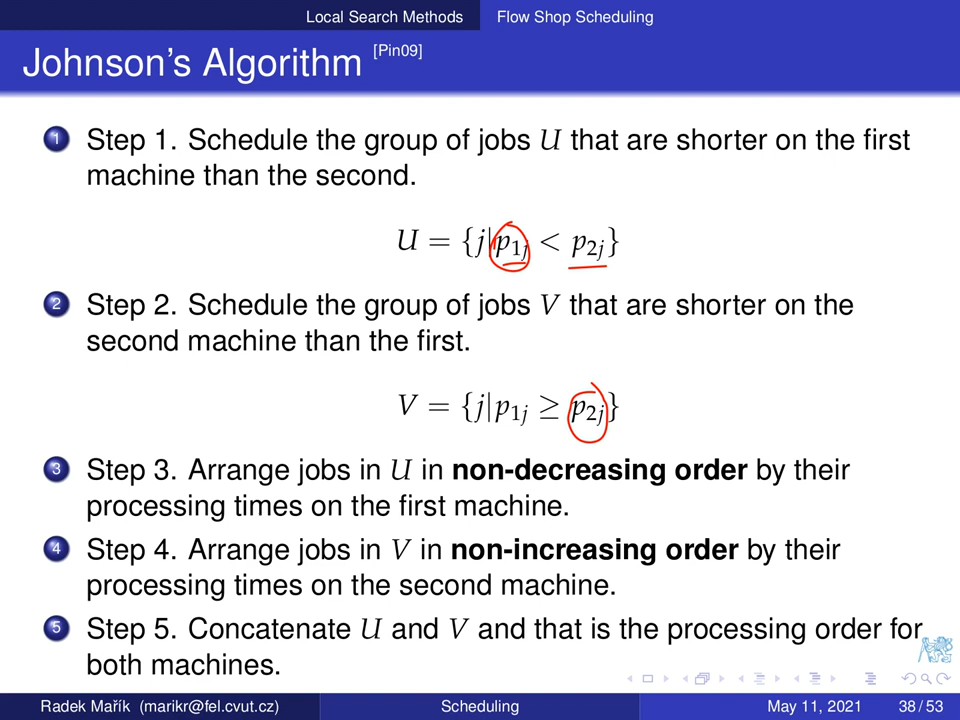 Local Search Methods Flow Shop Scheduling
Johnson's Algorithm [Pin09]
1 Step 1. Schedule the group of jobs U that are shorter on the first
machine than the second.
U = {j|p1j < p2j}
2 Step 2. Schedule the group of jobs V that are shorter on the
second machine than the first.
V = {j|p1j ≥ p2j}
3 Step 3. Arrange jobs in U in non-decreasing order by their
processing times on the first machine.
4 Step 4. Arrange jobs in V in non-increasing order by their
processing times on the second machine.
5 Step 5. Concatenate U and V and that is the processing order for
both machines.
Radek Mařík (marikr@fel.cvut.cz) Scheduling May 11, 2021 38 / 53